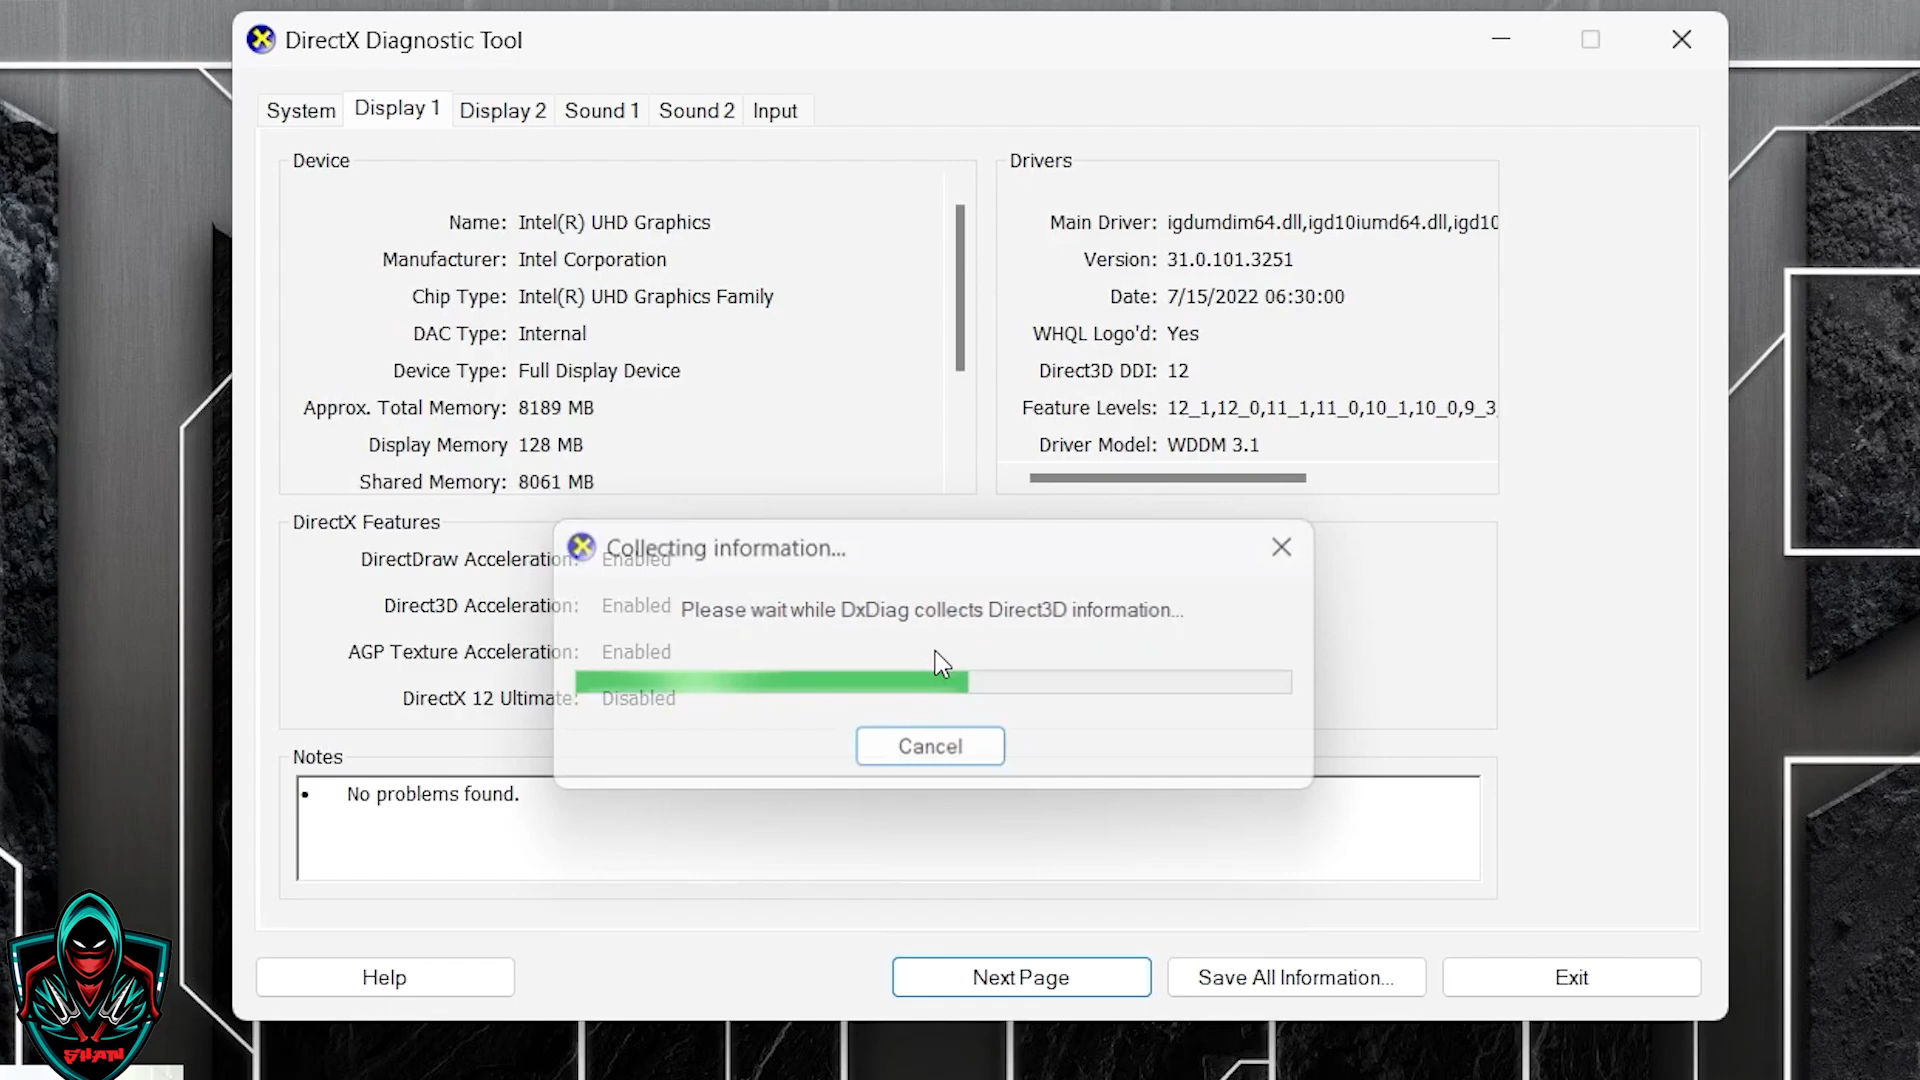 DirectX Diagnostic Tool
System Display 1 Display 2 Sound 1 Sound 2 Input
Device
Name: Intel(R) UHD Graphics
Manufacturer: Intel Corporation
Chip Type: Intel(R) UHD Graphics Family
DAC Type: Internal
Device Type: Full Display Device
Approx. Total Memory: 8189 MB
Display Memory 128 MB
Shared Memory: 8061 MB
Drivers
Main Driver: igdumdim64.dll,igd10iumd64.dll,igd10
Version: 31.0.101.3251
Date: 7/15/2022 06:30:00
WHQL Logo'd: Yes
Direct3D DDI: 12
Feature Levels: 12_1,12_0,11_1,11_0,10_1,10_0,9_3,
Driver Model: WDDM 3.1
DirectX Features
DirectDraw Acceleration: Enabled
Direct3D Acceleration: Enabled
AGP Texture Acceleration: Enabled
DirectX 12 Ultimate: Disabled
Collecting information...
Please wait while DxDiag collects Direct3D information...
Cancel
Notes
• No problems found.
Help Next Page Save All Information... Exit
SHAN